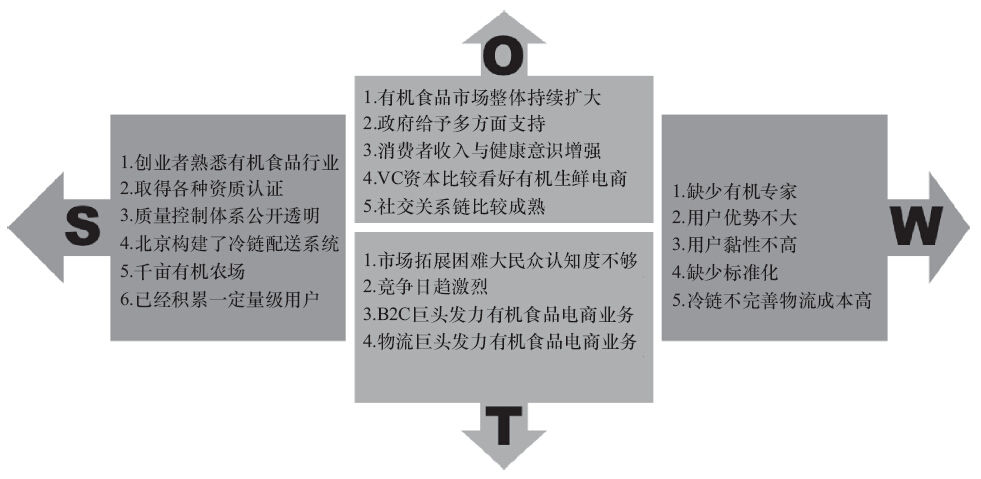 O
1.有机食品市场整体持续扩大
2.政府给予多方面支持
3.消费者收入与健康意识增强
4.VC资本比较看好有机生鲜电商
5.社交关系链比较成熟
S
1.创业者熟悉有机食品行业
2.取得各种资质认证
3.质量控制体系公开透明
4.北京构建了冷链配送系统
5.千亩有机农场
6.已经积累一定量级用户
W
1.缺少有机专家
2.用户优势不大
3.用户黏性不高
4.缺少标准化
5.冷链不完善物流成本高
1.市场拓展困难大民众认知度不够
2.竞争日趋激烈
3.B2C巨头发力有机食品电商业务
4.物流巨头发力有机食品电商业务
T